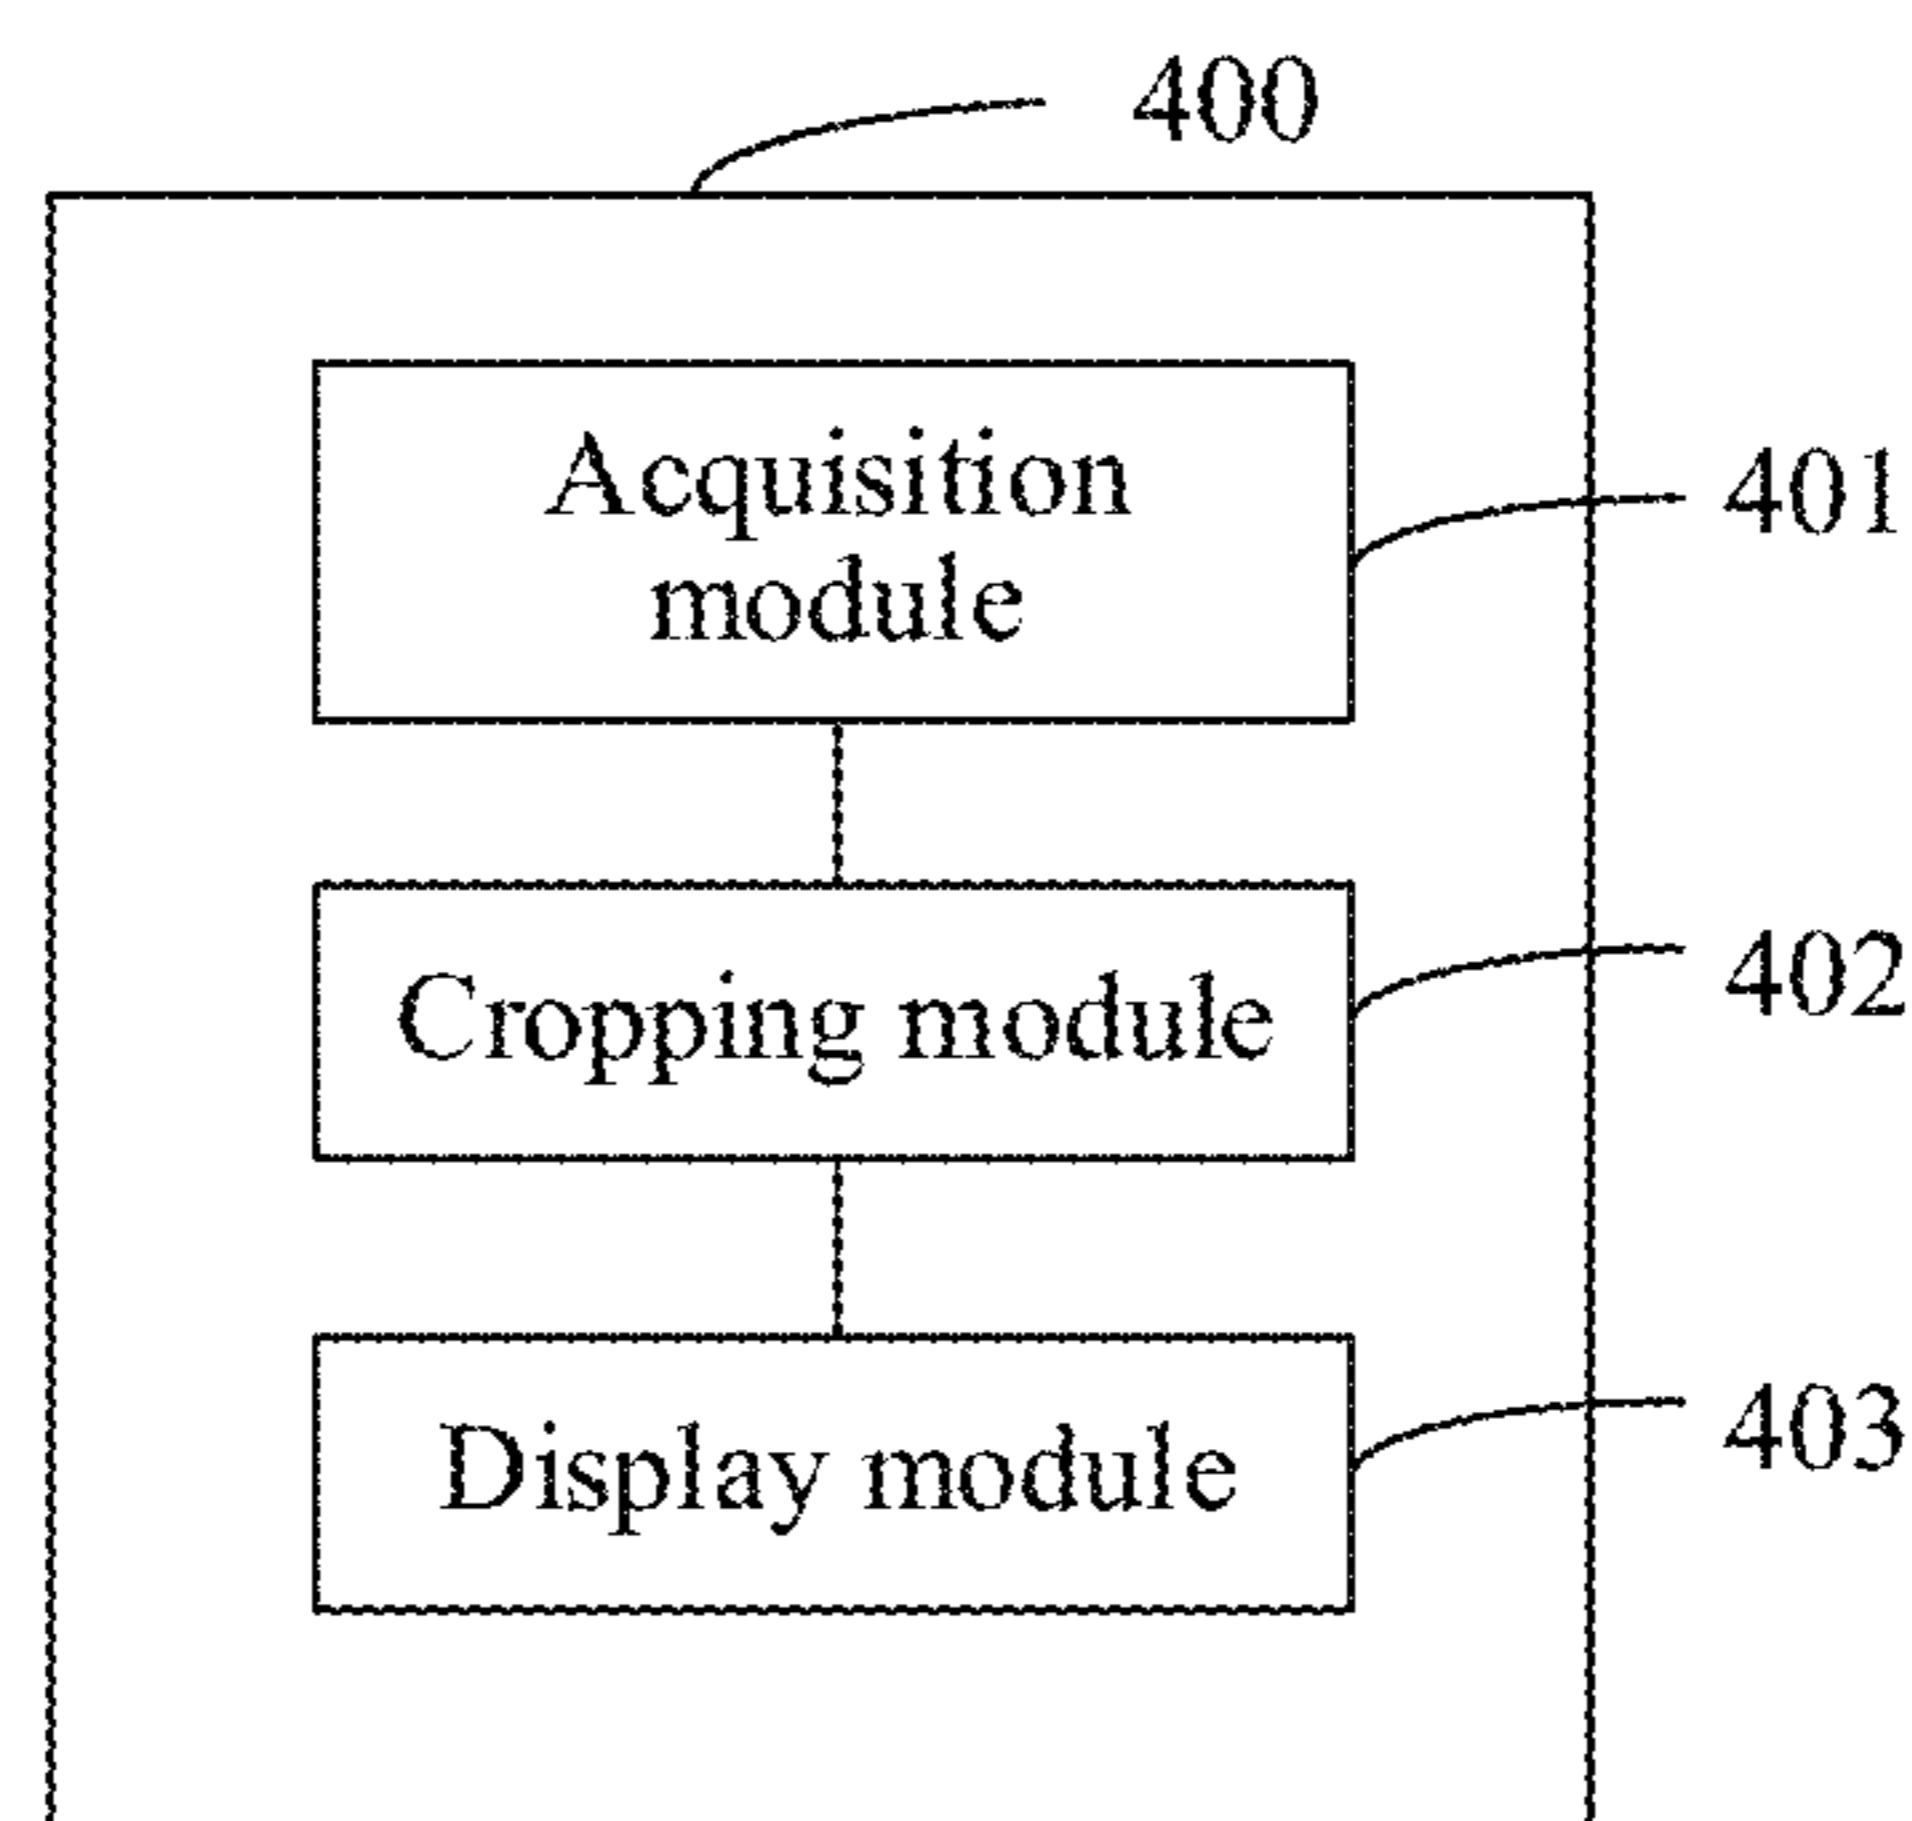 400
Acquisition
module
401
Cropping module
402
Display module
403